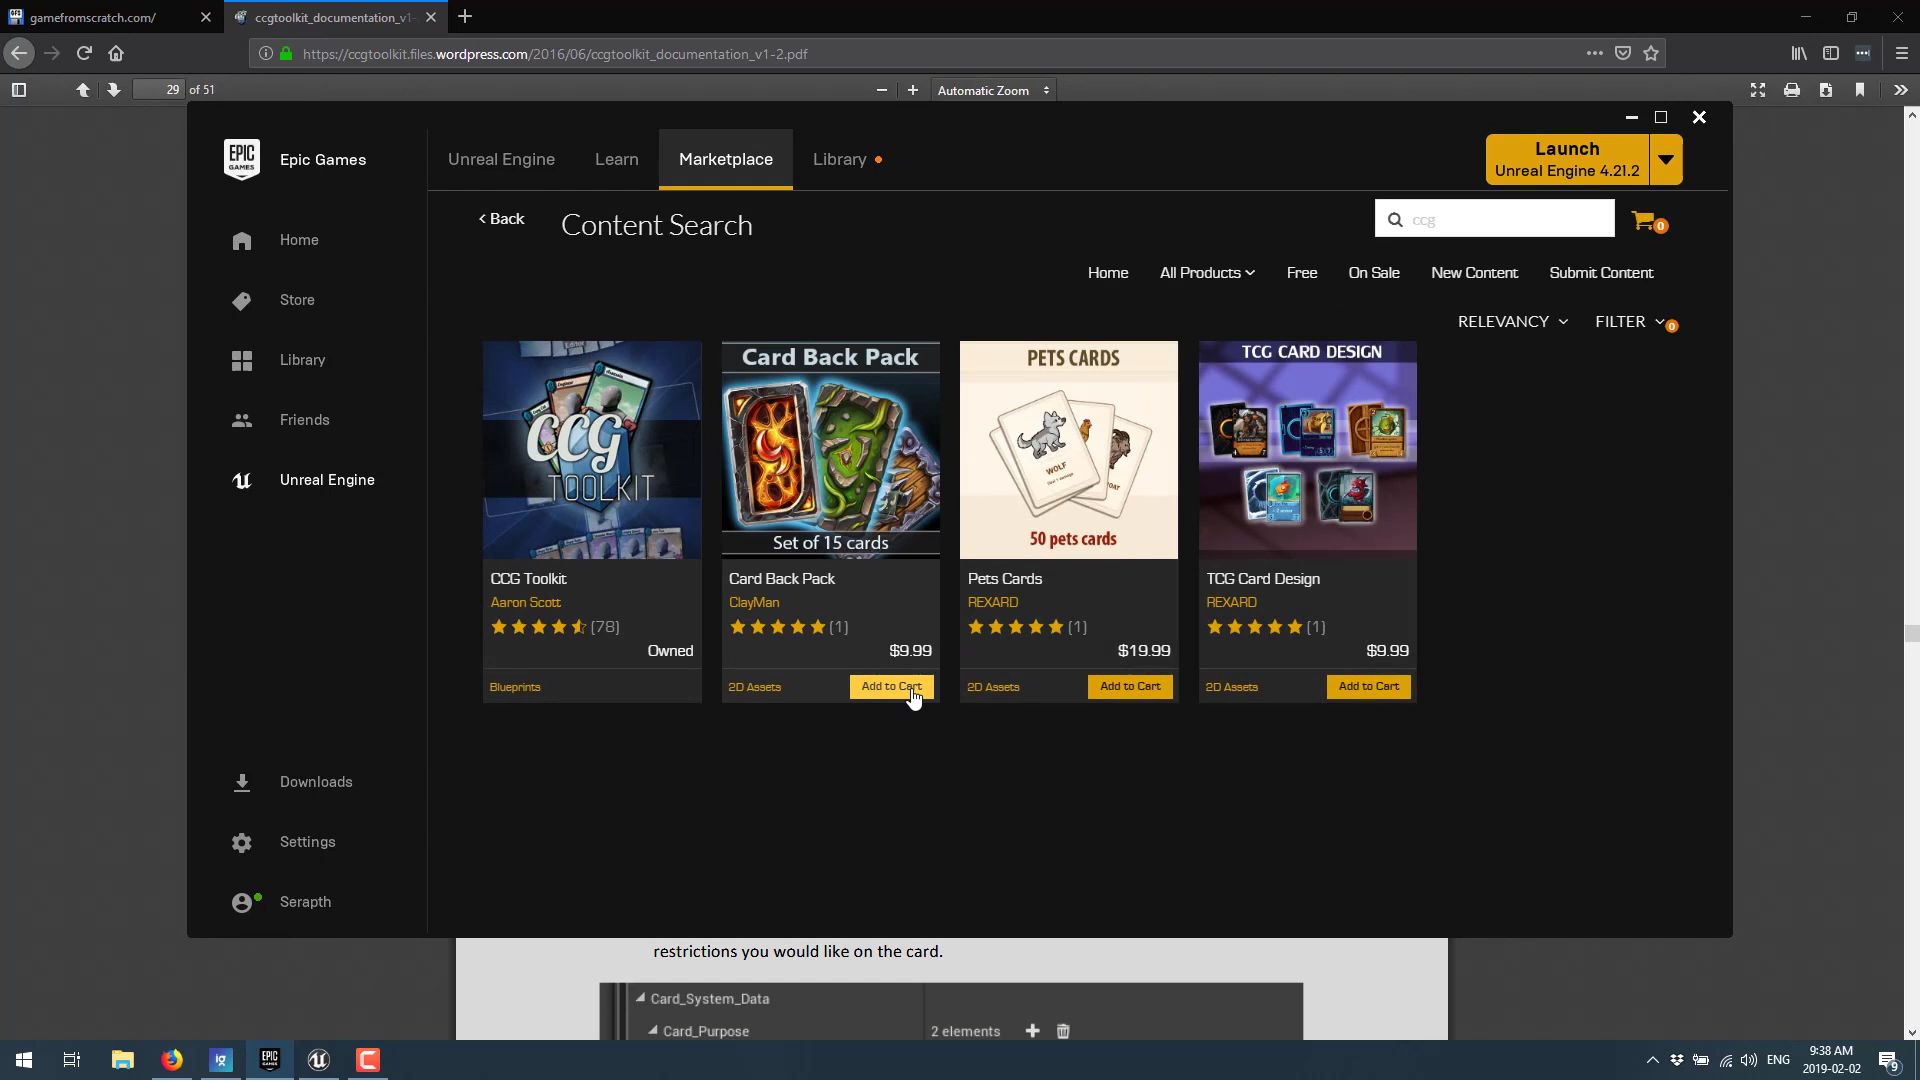 gamefromscratch.com/
ccgtoolkit_documentation_v1-
https://ccgtoolkit.files.wordpress.com/2016/06/ccgtoolkit_documentation_v1-2.pdf
29 of 51
Automatic Zoom
EPIC GAMES
Epic Games
Unreal Engine
Learn
Marketplace
Library
Launch
Unreal Engine 4.21.2
Home
Store
Library
Friends
Unreal Engine
Downloads
Settings
Serapth
< Back
Content Search
ccg
0
Home
All Products
Free
On Sale
New Content
Submit Content
RELEVANCY
FILTER
0
CCG
TOOLKIT
CCG Toolkit
Aaron Scott
(78)
Owned
Blueprints
Card Back Pack
Set of 15 cards
Card Back Pack
ClayMan
(1)
$9.99
2D Assets
Add to Cart
PETS CARDS
WOLF
50 pets cards
Pets Cards
REXARD
(1)
$19.99
2D Assets
Add to Cart
TCG CARD DESIGN
TCG Card Design
REXARD
(1)
$9.99
2D Assets
Add to Cart
restrictions you would like on the card.
Card_System_Data
Card_Purpose
2 elements
ENG
9:38 AM
2019-02-02
9